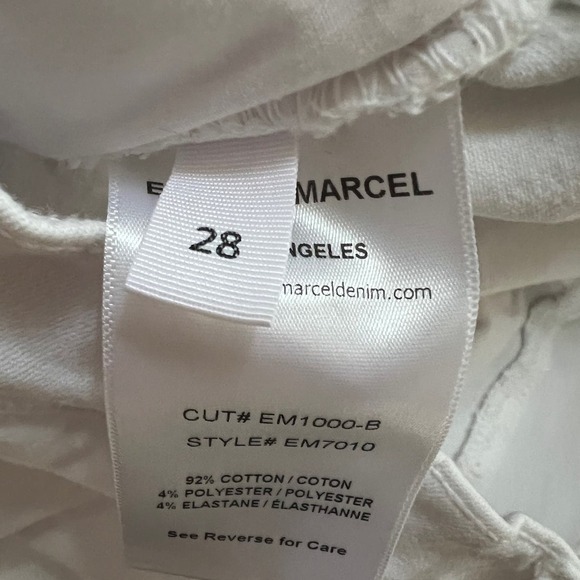 E MARCEL
28
NGELES
marceldenim.com
CUT# EM1000-B
STYLE# EM7010
92% COTTON / COTON
4% POLYESTER / POLYESTER
4% ELASTANE / ÉLASTHANNE
See Reverse for Care